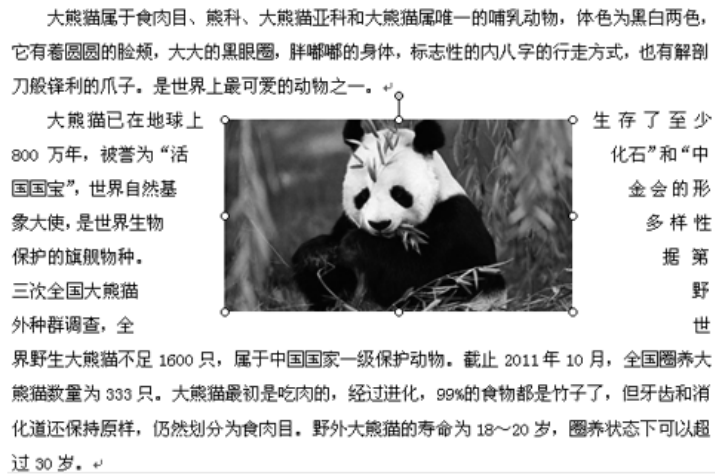 大熊猫属于食肉目、熊科、大熊猫亚科和大熊猫属唯一的哺乳动物，体色为黑白两色，
它有着圆圆的脸颊，大大的黑眼圈，胖嘟嘟的身体，标志性的内八字的行走方式，也有解剖
刀般锋利的爪子。是世界上最可爱的动物之一。
大熊猫已在地球上 生存了至少
800 万年，被誉为“活 化石”和“中
国国宝”，世界自然基 金会的形
象大使，是世界生物 多样性
保护的旗舰物种。 据第
三次全国大熊猫 野
外种群调查，全 世
界野生大熊猫不足 1600 只，属于中国国家一级保护动物。截止 2011 年 10 月，全国圈养大
熊猫数量为 333 只。大熊猫最初是吃肉的，经过进化，99%的食物都是竹子了，但牙齿和消
化道还保持原样，仍然划分为食肉目。野外大熊猫的寿命为 18～20 岁，圈养状态下可以超
过 30 岁。